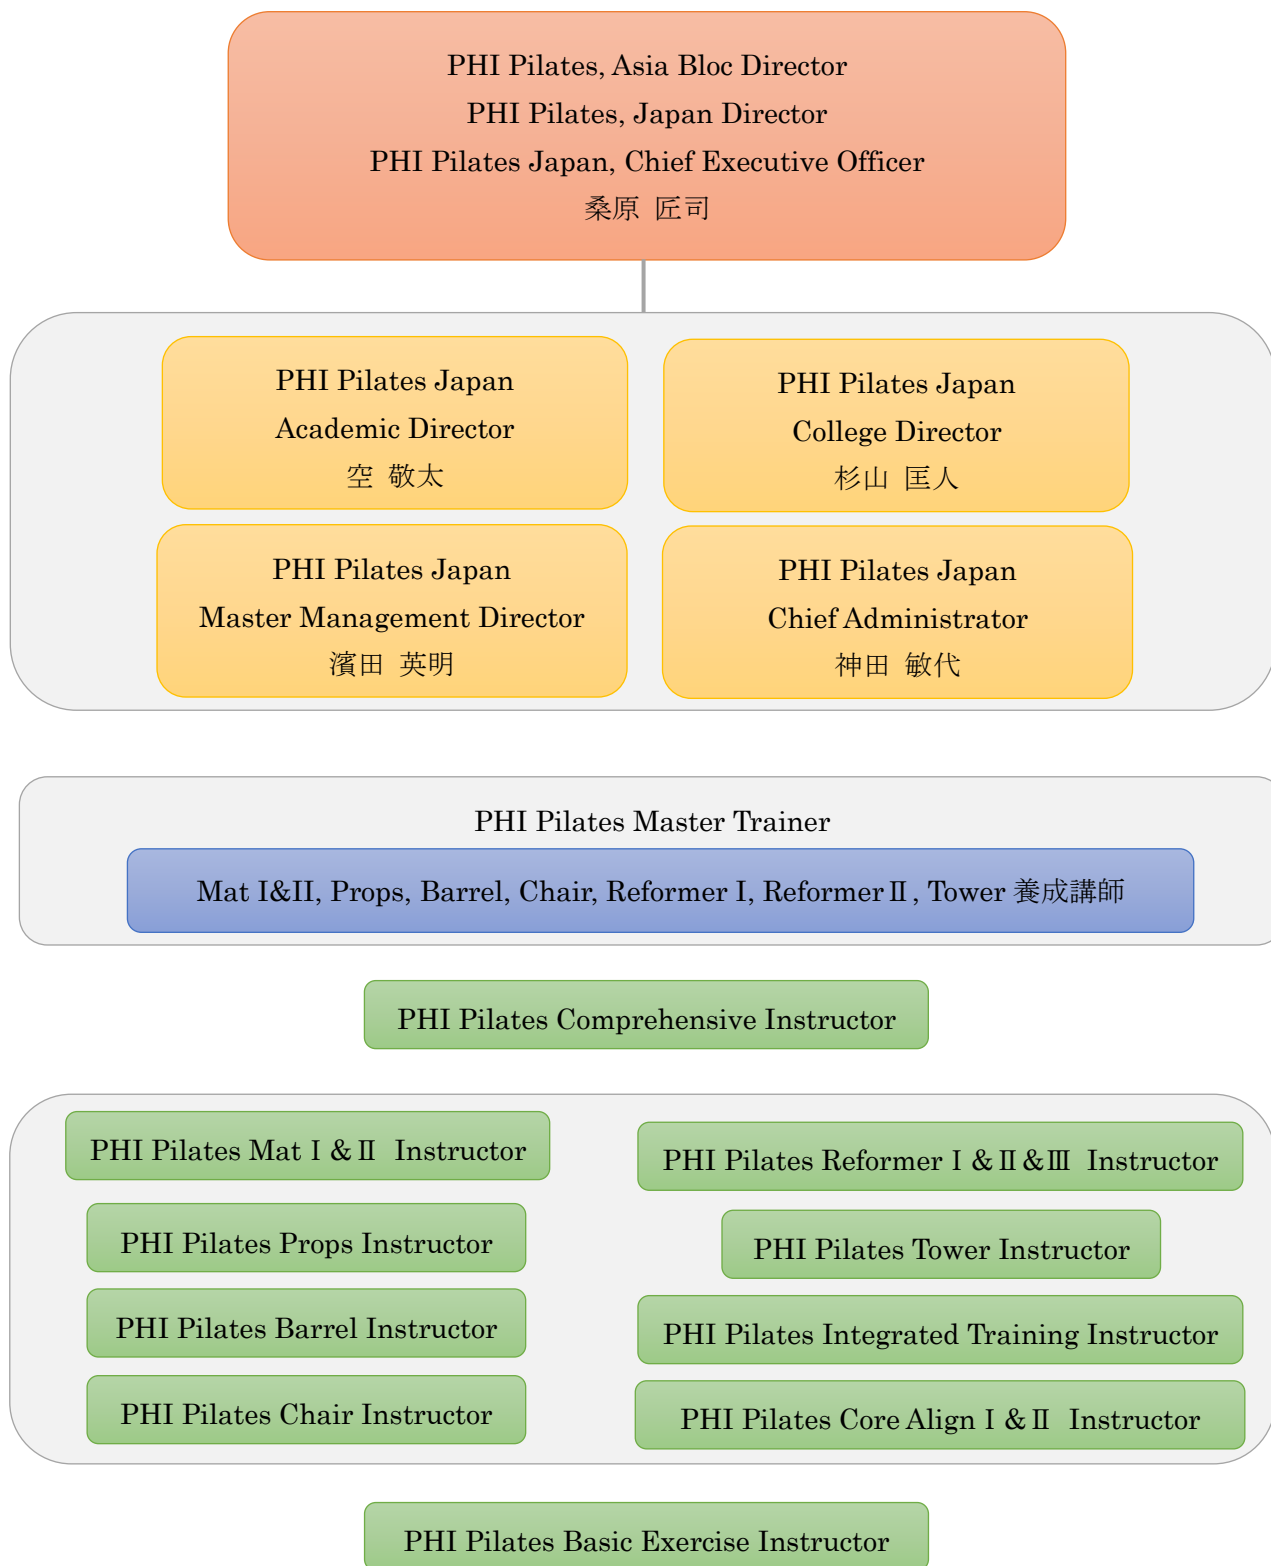 PHI Pilates, Asia Bloc Director
PHI Pilates, Japan Director
PHI Pilates Japan, Chief Executive Officer
桑原 匠司
PHI Pilates Japan
Academic Director
空 敬太
PHI Pilates Japan
College Director
杉山 匡人
PHI Pilates Japan
Master Management Director
濱田 英明
PHI Pilates Japan
Chief Administrator
神田 敏代
PHI Pilates Master Trainer
Mat I&II, Props, Barrel, Chair, Reformer I, ReformerⅡ, Tower 養成講師
PHI Pilates Comprehensive Instructor
PHI Pilates MatⅠ&Ⅱ Instructor
PHI Pilates Props Instructor
PHI Pilates Barrel Instructor
PHI Pilates Chair Instructor
PHI Pilates ReformerⅠ&Ⅱ&Ⅲ Instructor
PHI Pilates Tower Instructor
PHI Pilates Integrated Training Instructor
PHI Pilates Core AlignⅠ&Ⅱ Instructor
PHI Pilates Basic Exercise Instructor